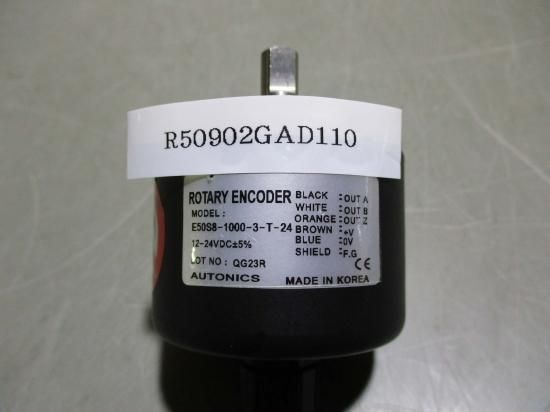 R50902GAD110
ROTARY ENCODER
MODEL :
E50S8-1000-3-T-24
12-24VDC±5%
LOT NO : QG23R
AUTONICS
BLACK :OUT A
WHITE :OUT B
ORANGE:OUT Z
BROWN :+V
BLUE :0V
SHIELD :F.G
CE
MADE IN KOREA